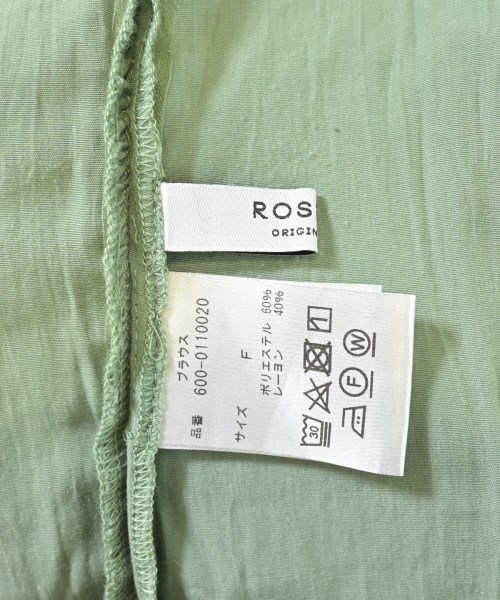 ROS
ORIGIN
ブラウス
品番 600-0110020
サイズ F
ポリエステル 60%
レーヨン 40%
30
F
W